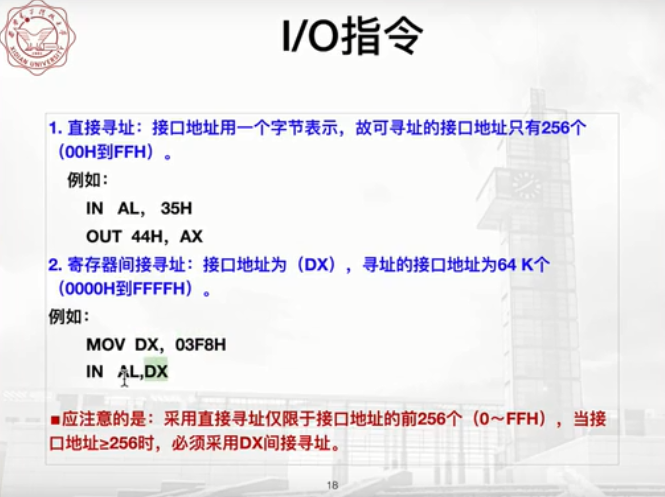 I/O指令
1. 直接寻址：接口地址用一个字节表示，故可寻址的接口地址只有256个
（00H到FFH）。
例如：
IN AL， 35H
OUT 44H，AX
2. 寄存器间接寻址：接口地址为（DX），寻址的接口地址为64 K个
（0000H到FFFFH）。
例如：
MOV DX，03F8H
IN AL,DX
■应注意的是：采用直接寻址仅限于接口地址的前256个（0～FFH），当接
口地址≥256时，必须采用DX间接寻址。
18
XIDIAN UNIVERSITY